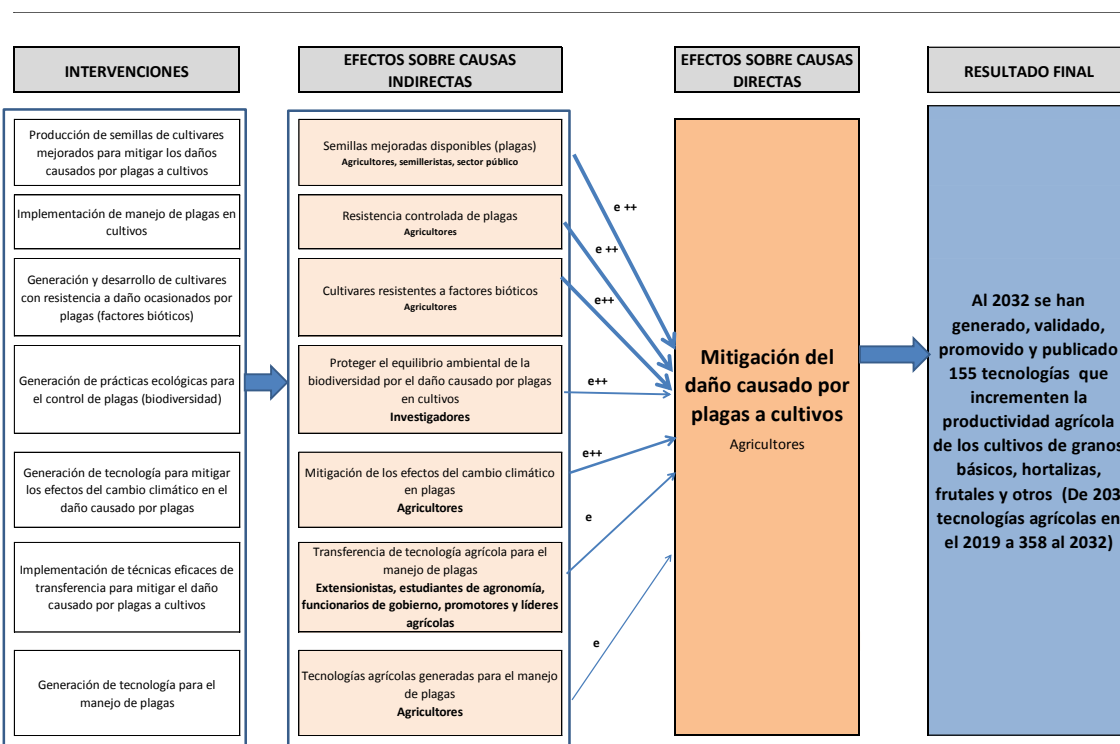 INTERVENCIONES
EFECTOS SOBRE CAUSAS
INDIRECTAS
EFECTOS SOBRE CAUSAS
DIRECTAS
RESULTADO FINAL
Producción de semillas de cultivares
mejorados para mitigar los daños
causados por plagas a cultivos
Implementación de manejo de plagas en
cultivos
Generación y desarrollo de cultivares
con resistencia a daño ocasionados por
plagas (factores bióticos)
Generación de prácticas ecológicas para
el control de plagas (biodiversidad)
Generación de tecnología para mitigar
los efectos del cambio climático en el
daño causado por plagas
Implementación de técnicas eficaces de
transferencia para mitigar el daño
causado por plagas a cultivos
Generación de tecnología para el
manejo de plagas
Semillas mejoradas disponibles (plagas)
Agricultores, semilleristas, sector público
Resistencia controlada de plagas
Agricultores
Cultivares resistentes a factores bióticos
Agricultores
Proteger el equilibrio ambiental de la
biodiversidad por el daño causado por plagas
en cultivos
Investigadores
Mitigación de los efectos del cambio climático
en plagas
Agricultores
Transferencia de tecnología agrícola para el
manejo de plagas
Extensionistas, estudiantes de agronomía,
funcionarios de gobierno, promotores y líderes
agrícolas
Tecnologías agrícolas generadas para el manejo
de plagas
Agricultores
e ++
e ++
e++
e++
e++
e
e
Mitigación del
daño causado por
plagas a cultivos
Agricultores
Al 2032 se han
generado, validado,
promovido y publicado
155 tecnologías que
incrementen la
productividad agrícola
de los cultivos de granos
básicos, hortalizas,
frutales y otros (De 203
tecnologías agrícolas en
el 2019 a 358 al 2032)